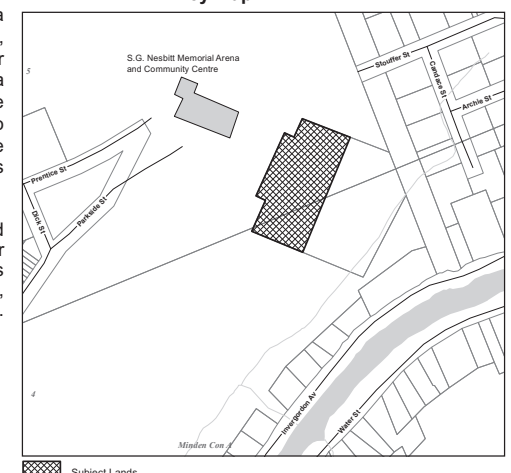 S.G. Nesbitt Memorial Arena
and Community Centre
5
Stouffer St
Candace St
Archie St
Prentice St
Dick St
Parkside St
4
Invergordon Av
Water St
Minden Con A
Subject Lands